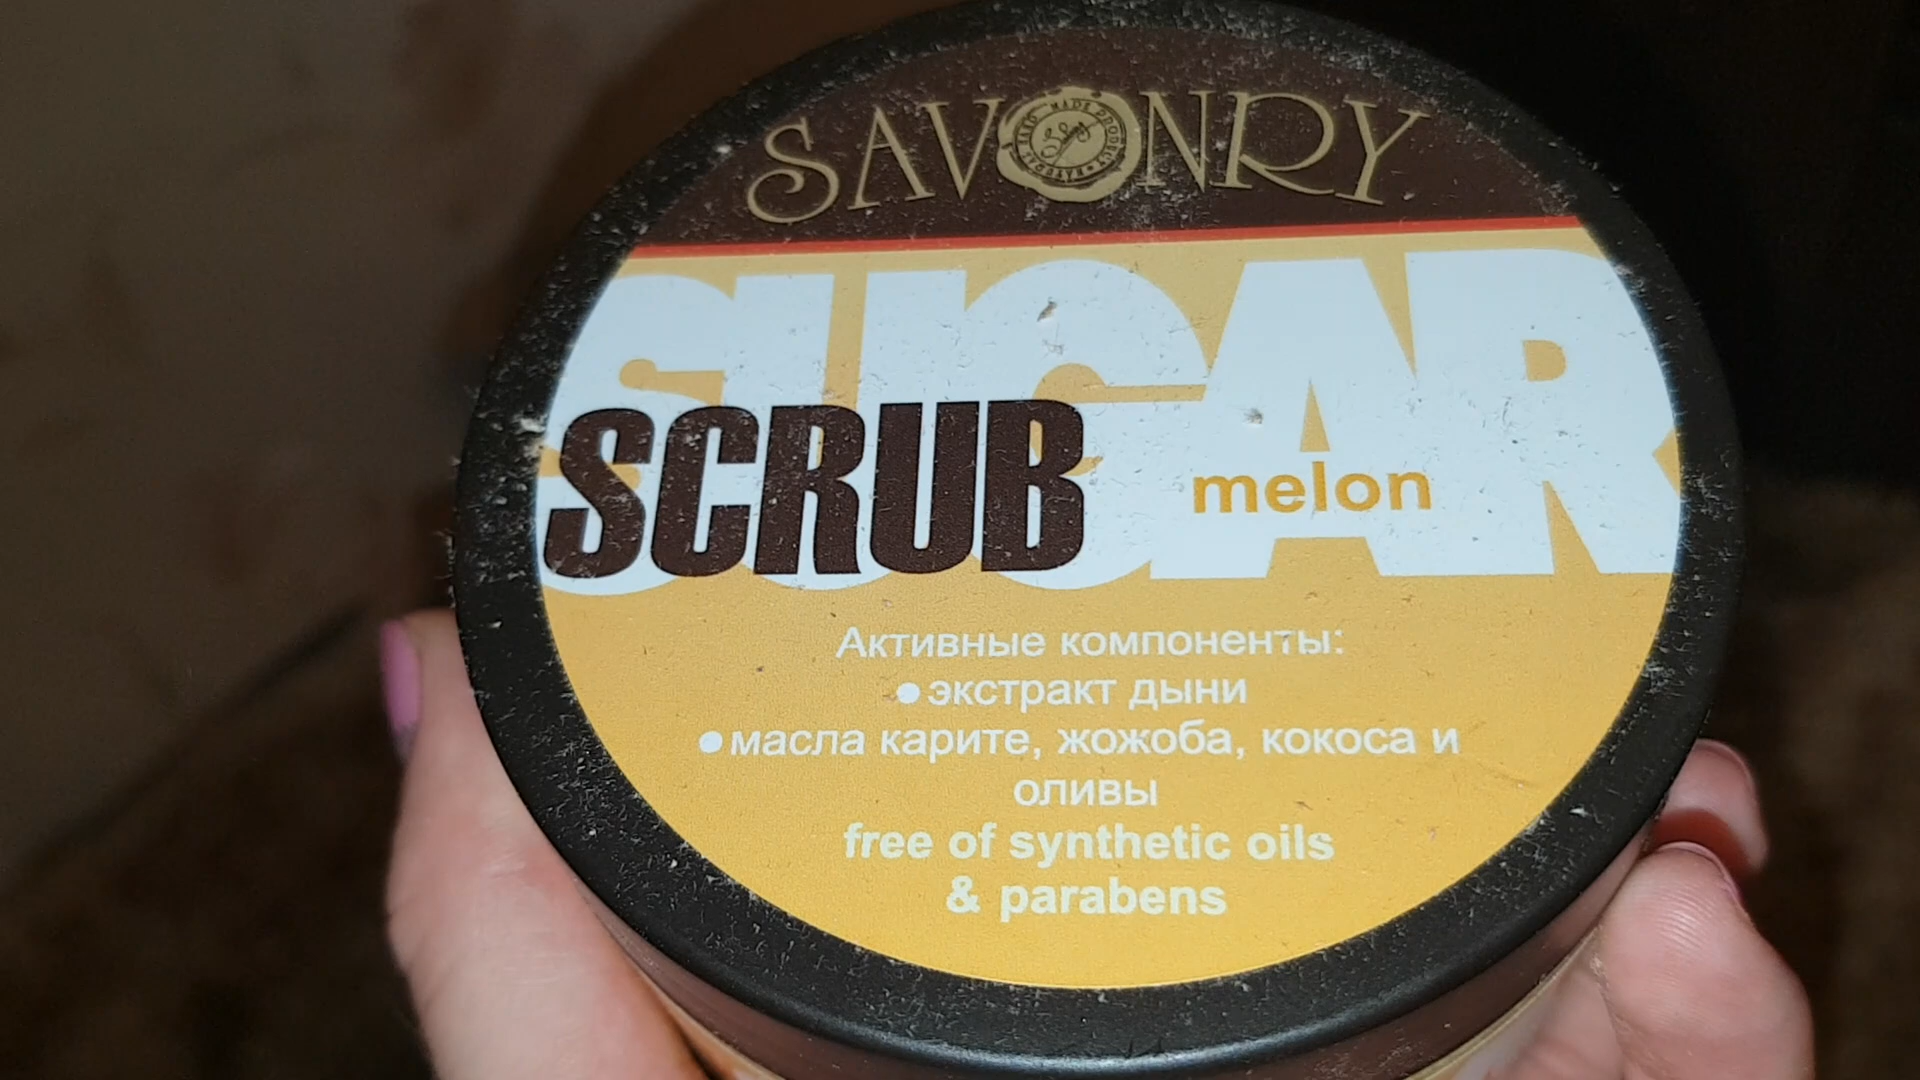 SAVONRY
SUGAR
SCRUB melon
Активные компоненты:
• экстракт дыни
• масла карите, жожоба, кокоса и
оливы
free of synthetic oils
& parabens